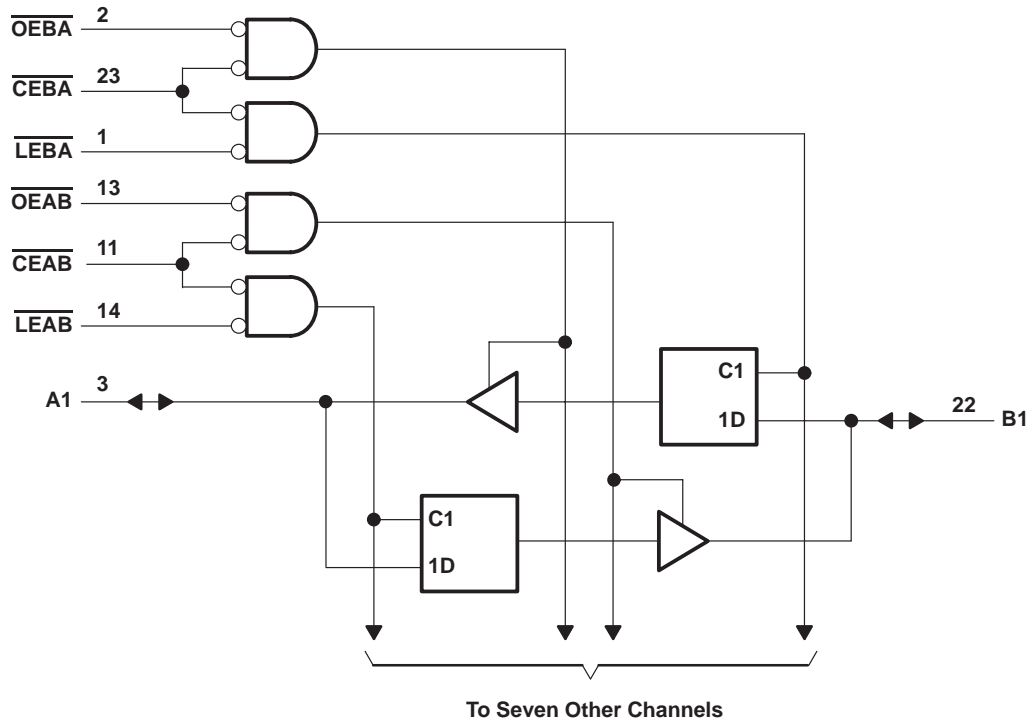 OEBA 2
CEBA 23
LEBA 1
OEAB 13
CEAB 11
LEAB 14
A1 3
C1
1D
22 B1
C1
1D
To Seven Other Channels